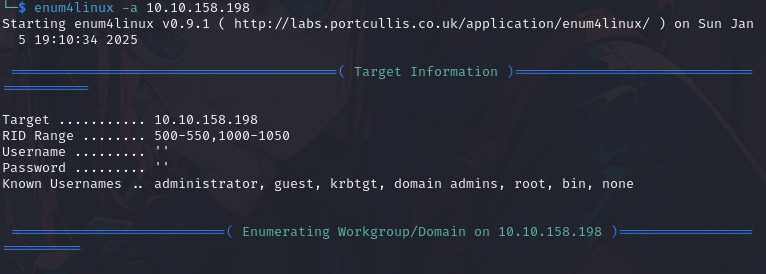 └─$ enum4linux -a 10.10.158.198
Starting enum4linux v0.9.1 ( http://labs.portcullis.co.uk/application/enum4linux/ ) on Sun Jan
5 19:10:34 2025
=========================================( Target Information )=============================
===========
Target ........... 10.10.158.198
RID Range ........ 500-550,1000-1050
Username ......... ''
Password ......... ''
Known Usernames .. administrator, guest, krbtgt, domain admins, root, bin, none
===========================( Enumerating Workgroup/Domain on 10.10.158.198 )================
==========